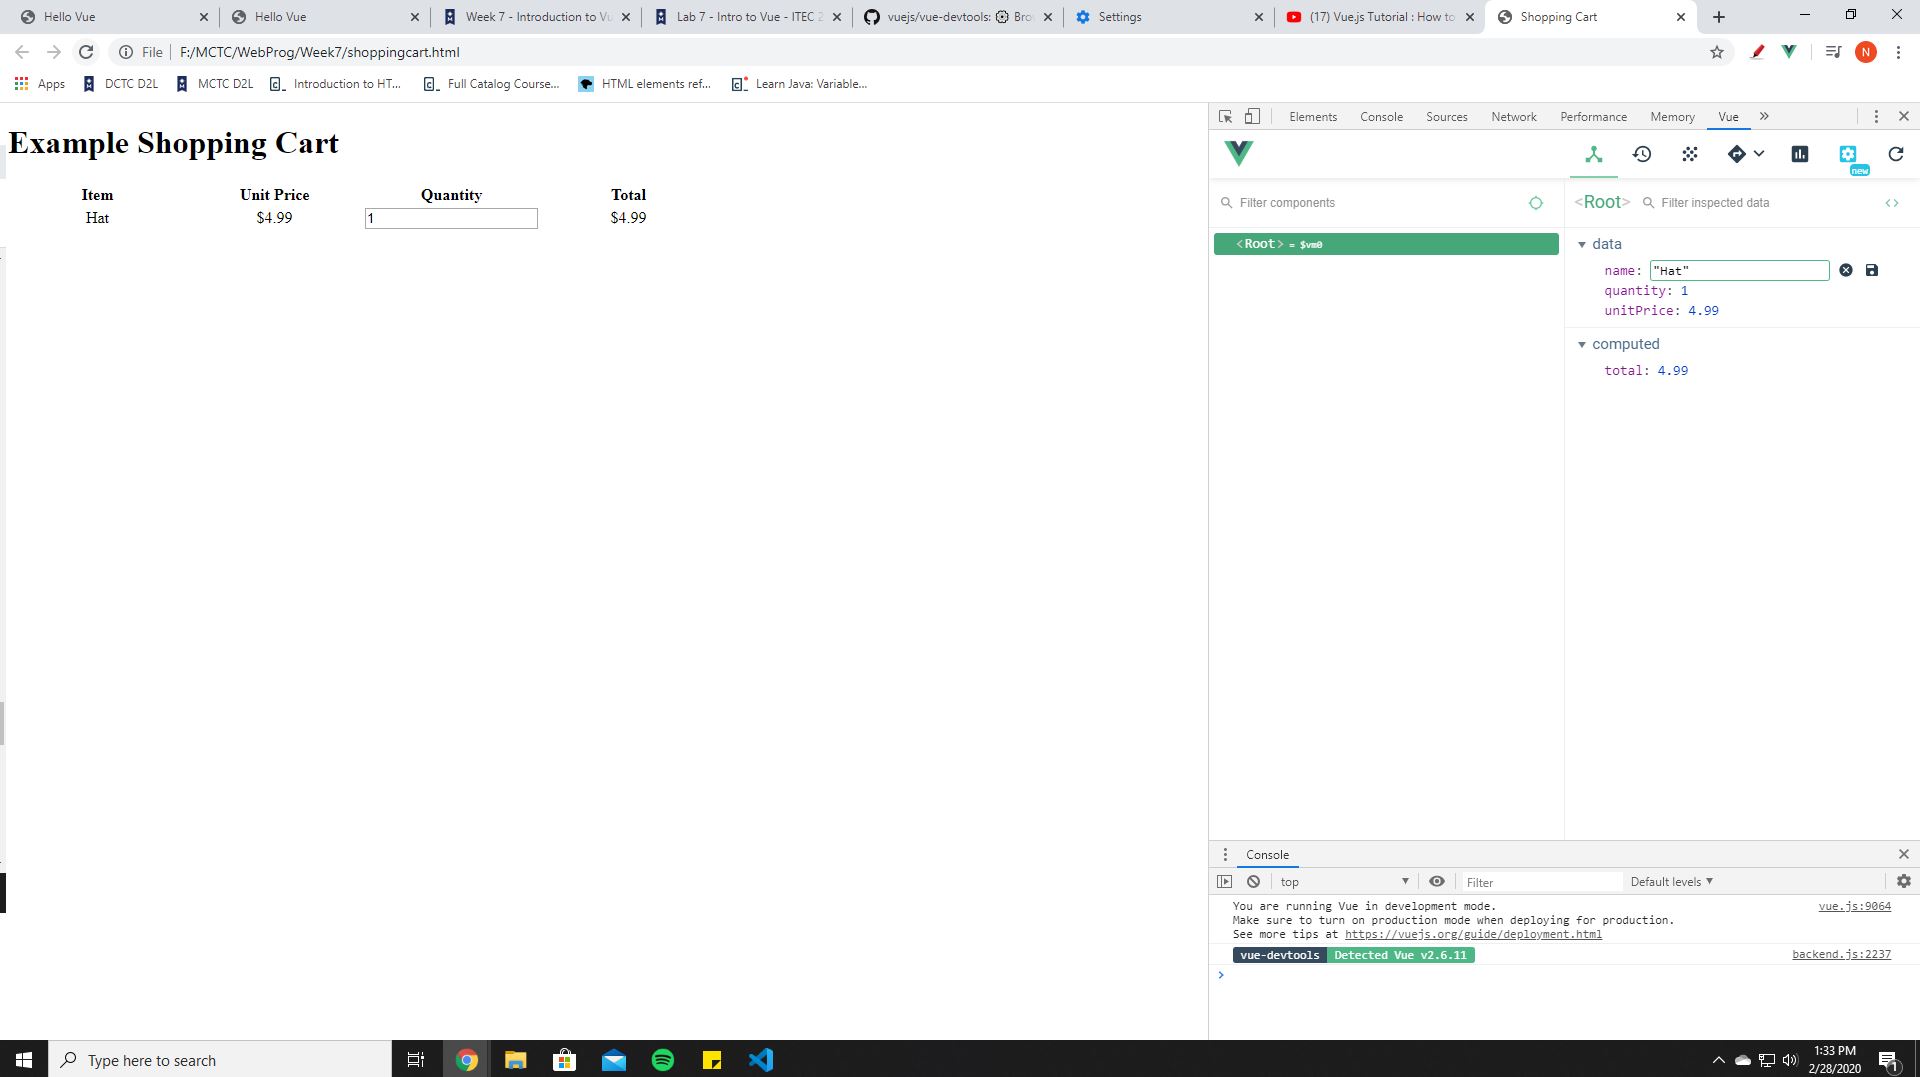 Hello Vue
Hello Vue
Week 7 - Introduction to Vu
Lab 7 - Intro to Vue - ITEC 2
vuejs/vue-devtools: ⚙ Bro
Settings
(17) Vue.js Tutorial : How to
Shopping Cart
File F:/MCTC/WebProg/Week7/shoppingcart.html
N
Apps DCTC D2L MCTC D2L Introduction to HT... Full Catalog Course... HTML elements ref... Learn Java: Variable...
Example Shopping Cart
Item Unit Price Quantity Total
Hat $4.99 1 $4.99
Elements Console Sources Network Performance Memory Vue
new
Filter components
<Root> = $vm0
<Root> Filter inspected data
data
name: "Hat"
quantity: 1
unitPrice: 4.99
computed
total: 4.99
Console
top Filter Default levels
You are running Vue in development mode. vue.js:9064
Make sure to turn on production mode when deploying for production.
See more tips at https://vuejs.org/guide/deployment.html
vue-devtools Detected Vue v2.6.11 backend.js:2237
Type here to search
1:33 PM
2/28/2020
1